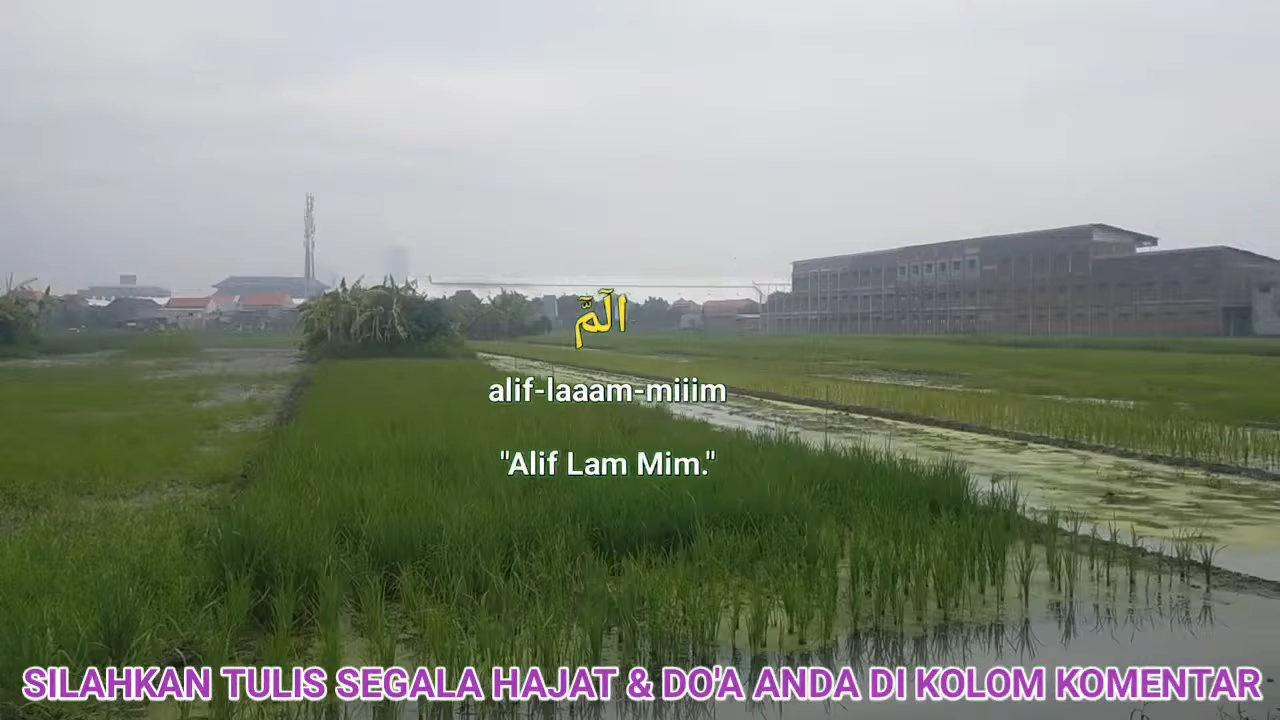 الٓمَّ
alif-laaam-miiim
"Alif Lam Mim."
SILAHKAN TULIS SEGALA HAJAT & DO'A ANDA DI KOLOM KOMENTAR